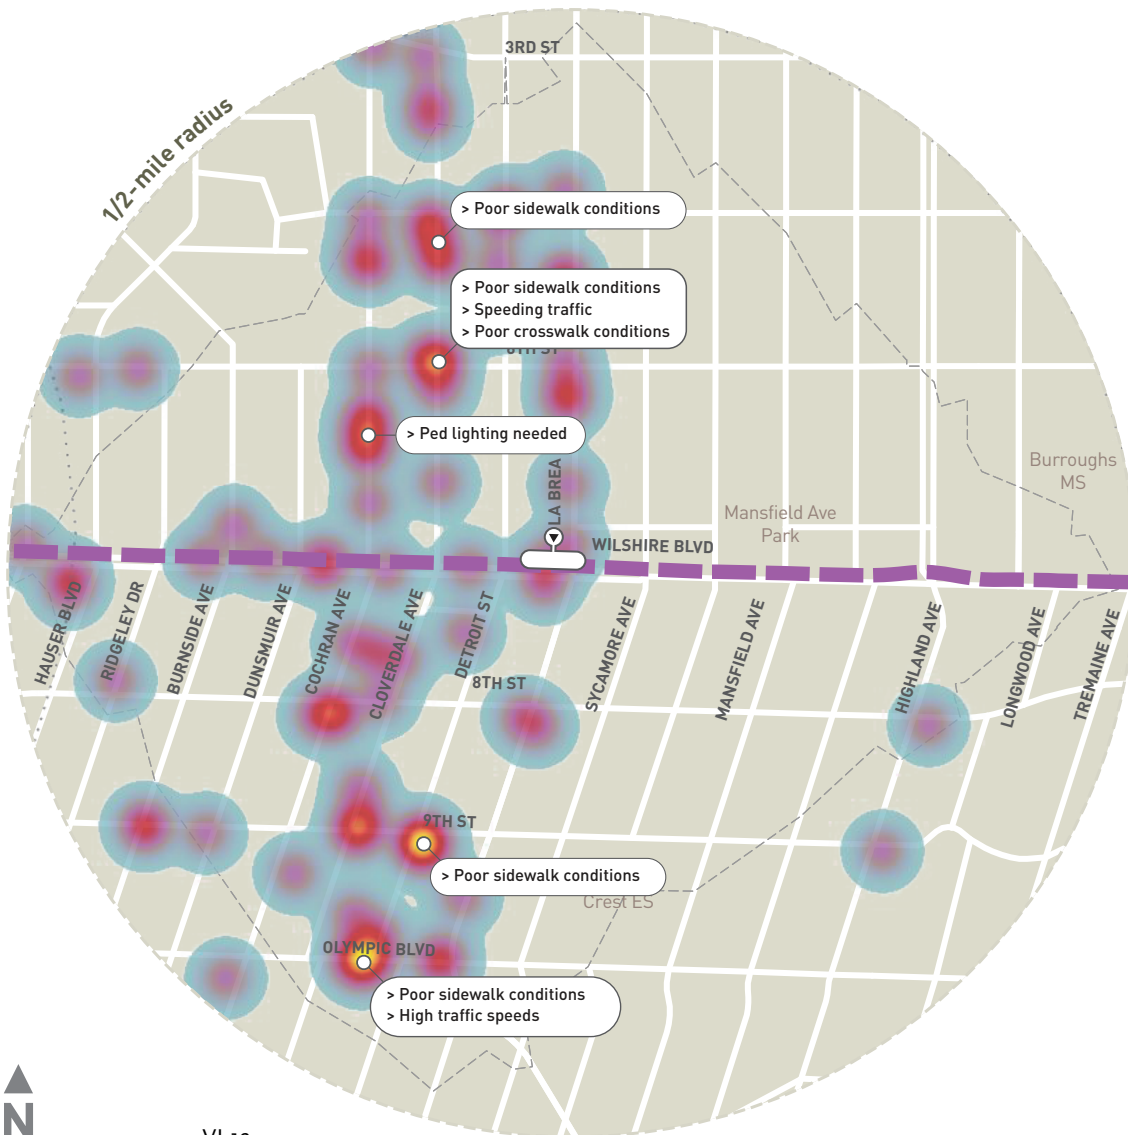 3RD ST
1/2-mile radius
> Poor sidewalk conditions
> Poor sidewalk conditions
> Speeding traffic
> Poor crosswalk conditions
6TH ST
> Ped lighting needed
Burroughs
MS
LA BREA
Mansfield Ave
Park
WILSHIRE BLVD
HAUSER BLVD
RIDGELEY DR
BURNSIDE AVE
DUNSMUIR AVE
COCHRAN AVE
CLOVERDALE AVE
DETROIT ST
SYCAMORE AVE
MANSFIELD AVE
HIGHLAND AVE
LONGWOOD AVE
TREMAINE AVE
8TH ST
9TH ST
> Poor sidewalk conditions
Crest ES
OLYMPIC BLVD
> Poor sidewalk conditions
> High traffic speeds
N